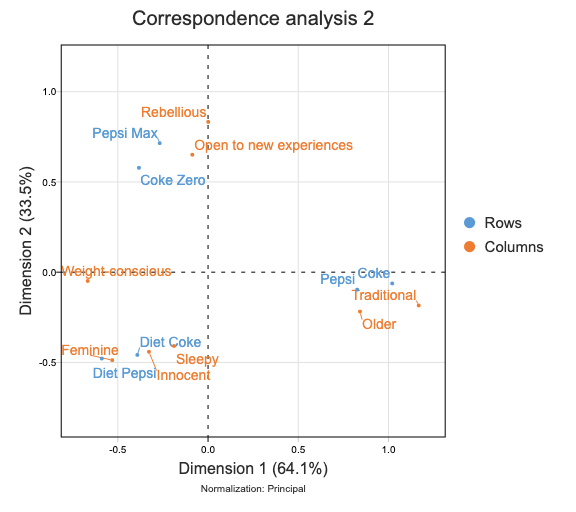 Correspondence analysis 2
Dimension 2 (33.5%)
1.0
0.5
0.0
-0.5
Rebellious
Pepsi Max
Open to new experiences
Coke Zero
Weight-conscious
Pepsi
Coke
Traditional
Older
Feminine
Diet Coke
Sleepy
Diet Pepsi
Innocent
-0.5
0.0
0.5
1.0
Dimension 1 (64.1%)
Normalization: Principal
Rows
Columns